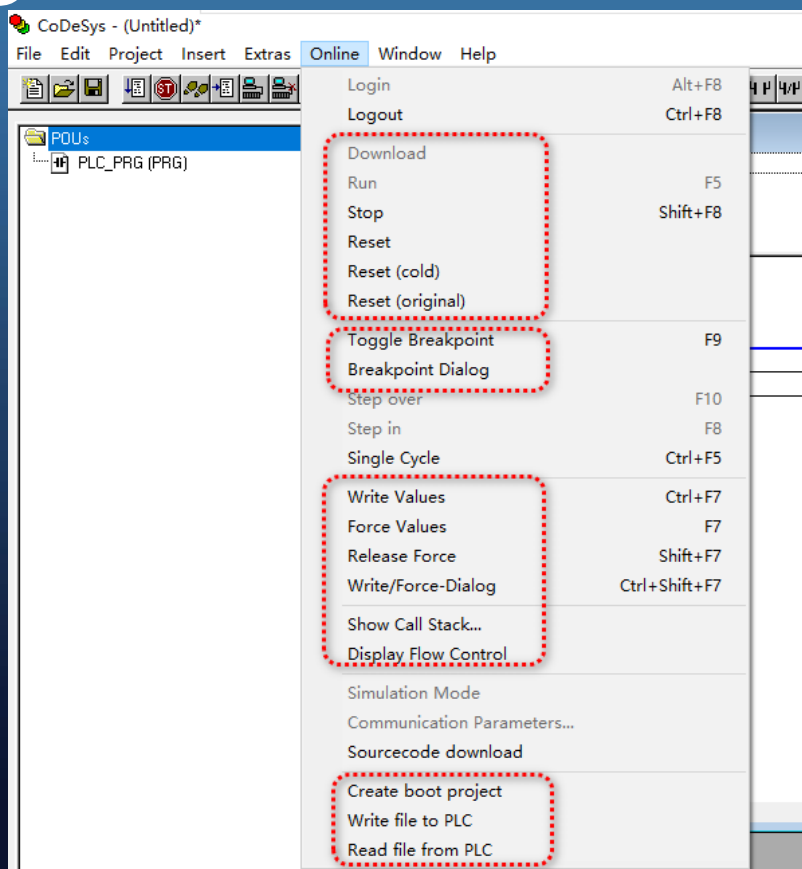 CoDeSys - (Untitled)*
File Edit Project Insert Extras Online Window Help
POUs
PLC_PRG (PRG)
Login Alt+F8
Logout Ctrl+F8
Download
Run F5
Stop Shift+F8
Reset
Reset (cold)
Reset (original)
Toggle Breakpoint F9
Breakpoint Dialog
Step over F10
Step in F8
Single Cycle Ctrl+F5
Write Values Ctrl+F7
Force Values F7
Release Force Shift+F7
Write/Force-Dialog Ctrl+Shift+F7
Show Call Stack...
Display Flow Control
Simulation Mode
Communication Parameters...
Sourcecode download
Create boot project
Write file to PLC
Read file from PLC